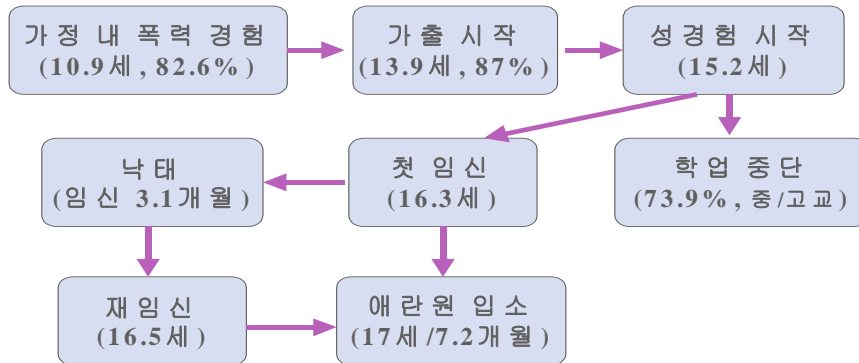 가정 내 폭력 경험
(10.9세, 82.6%)
가출 시작
(13.9세, 87%)
성경험 시작
(15.2세)
낙태
(임신 3.1개월)
첫 임신
(16.3세)
학업 중단
(73.9%, 중/고교)
재임신
(16.5세)
애란원 입소
(17세/7.2개월)